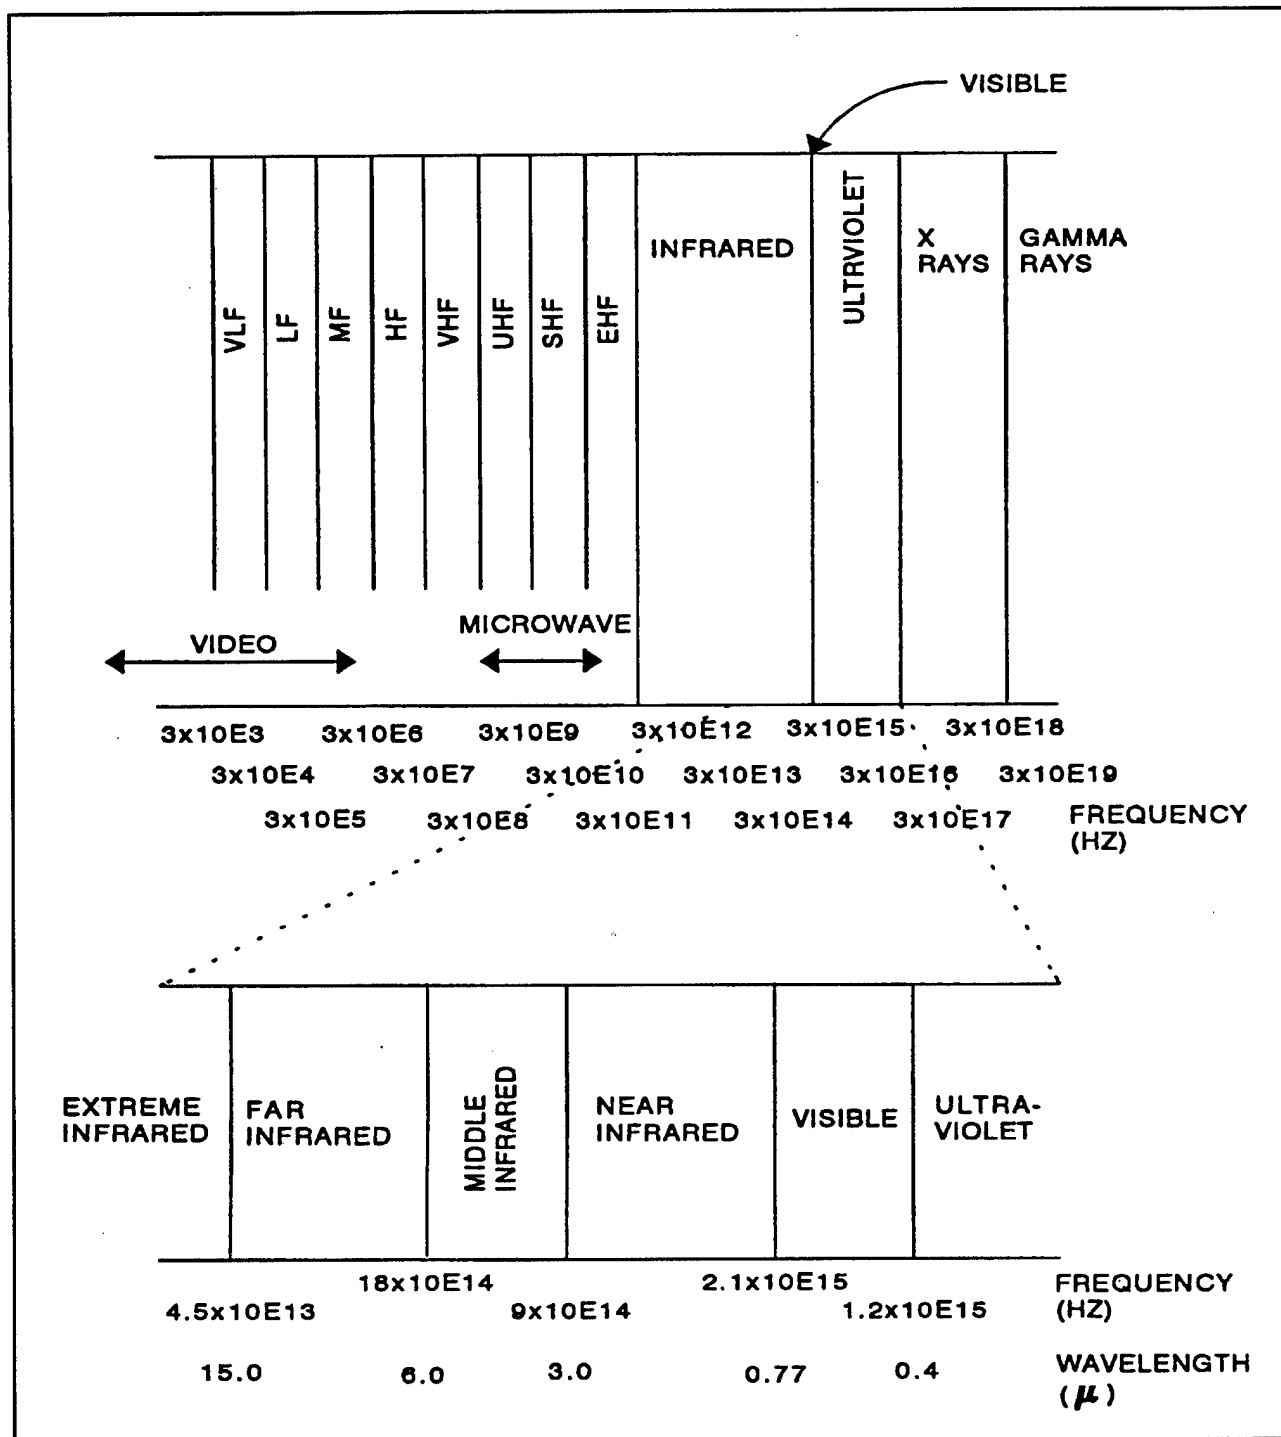 VISIBLE
VLF
LF
MF
HF
VHF
UHF
SHF
EHF
INFRARED
ULTRVIOLET
X
RAYS
GAMMA
RAYS
VIDEO
MICROWAVE
3x10E3 3x10E6 3x10E9 3x10E12 3x10E15 3x10E18
3x10E4 3x10E7 3x10E10 3x10E13 3x10E16 3x10E19
3x10E5 3x10E8 3x10E11 3x10E14 3x10E17 FREQUENCY
(HZ)
EXTREME
INFRARED
FAR
INFRARED
MIDDLE
INFRARED
NEAR
INFRARED
VISIBLE
ULTRA-
VIOLET
18x10E14 2.1x10E15 FREQUENCY
4.5x10E13 9x10E14 1.2x10E15 (HZ)
15.0 6.0 3.0 0.77 0.4 WAVELENGTH
(μ)